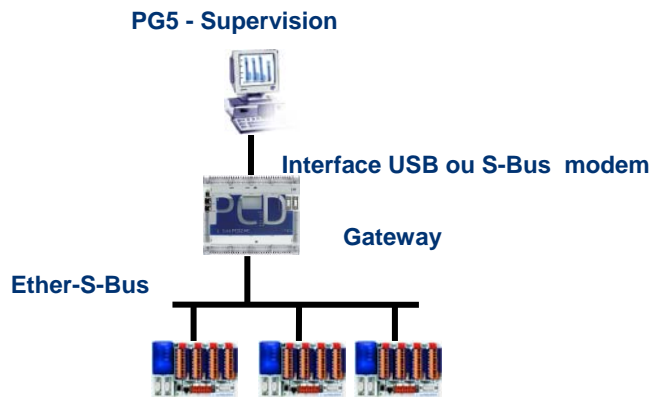 PG5 - Supervision
Interface USB ou S-Bus modem
PCD
Gateway
Ether-S-Bus